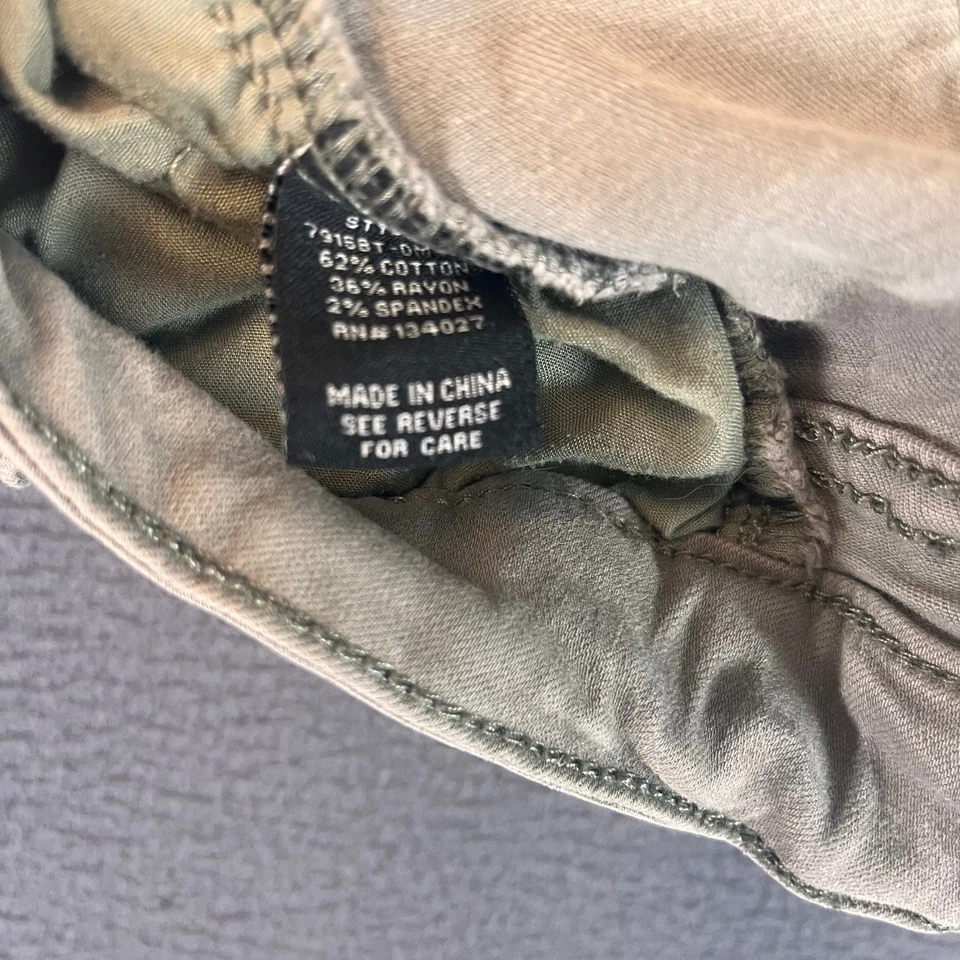 62% COTTON
36% RAYON
2% SPANDEX
RN# 134027
MADE IN CHINA
SEE REVERSE
FOR CARE